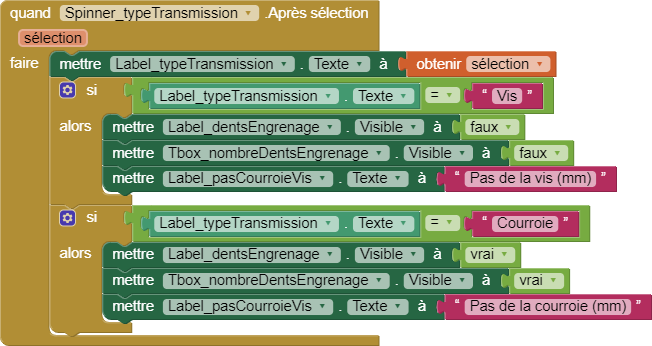 quand Spinner_typeTransmission .Après sélection
sélection
faire mettre Label_typeTransmission . Texte à obtenir sélection
si Label_typeTransmission . Texte = “ Vis ”
alors mettre Label_dentsEngrenage . Visible à faux
mettre Tbox_nombreDentsEngrenage . Visible à faux
mettre Label_pasCourroieVis . Texte à “ Pas de la vis (mm) ”
si Label_typeTransmission . Texte = “ Courroie ”
alors mettre Label_dentsEngrenage . Visible à vrai
mettre Tbox_nombreDentsEngrenage . Visible à vrai
mettre Label_pasCourroieVis . Texte à “ Pas de la courroie (mm) ”